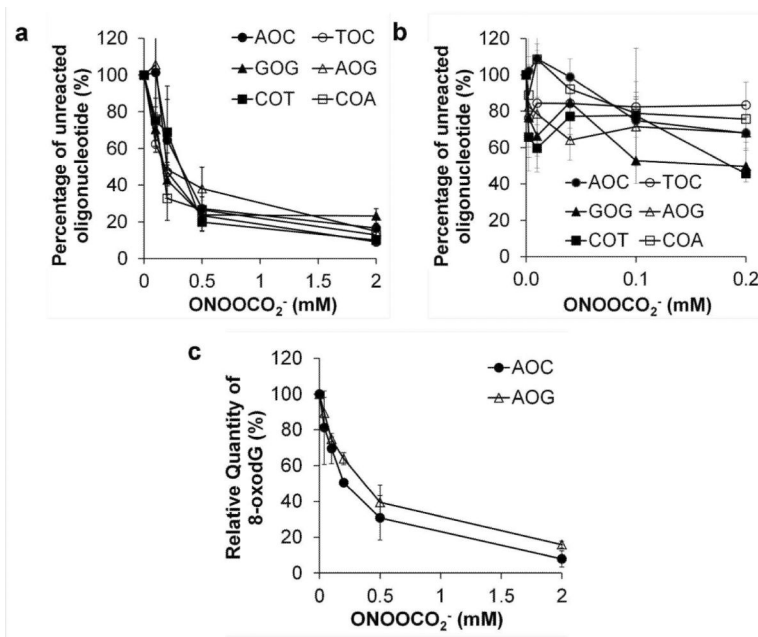 a
120
100
80
60
40
20
0
Percentage of unreacted
oligonucleotide (%)
AOC TOC
GOG AOG
COT COA
0 0.5 1 1.5 2
ONOOCO₂⁻ (mM)
b
120
100
80
60
40
20
0
Percentage of unreacted
oligonucleotide (%)
AOC TOC
GOG AOG
COT COA
0.0 0.1 0.2
ONOOCO₂⁻ (mM)
c
120
100
80
60
40
20
0
Relative Quantity of
8-oxodG (%)
AOC
AOG
0 0.5 1 1.5 2
ONOOCO₂⁻ (mM)